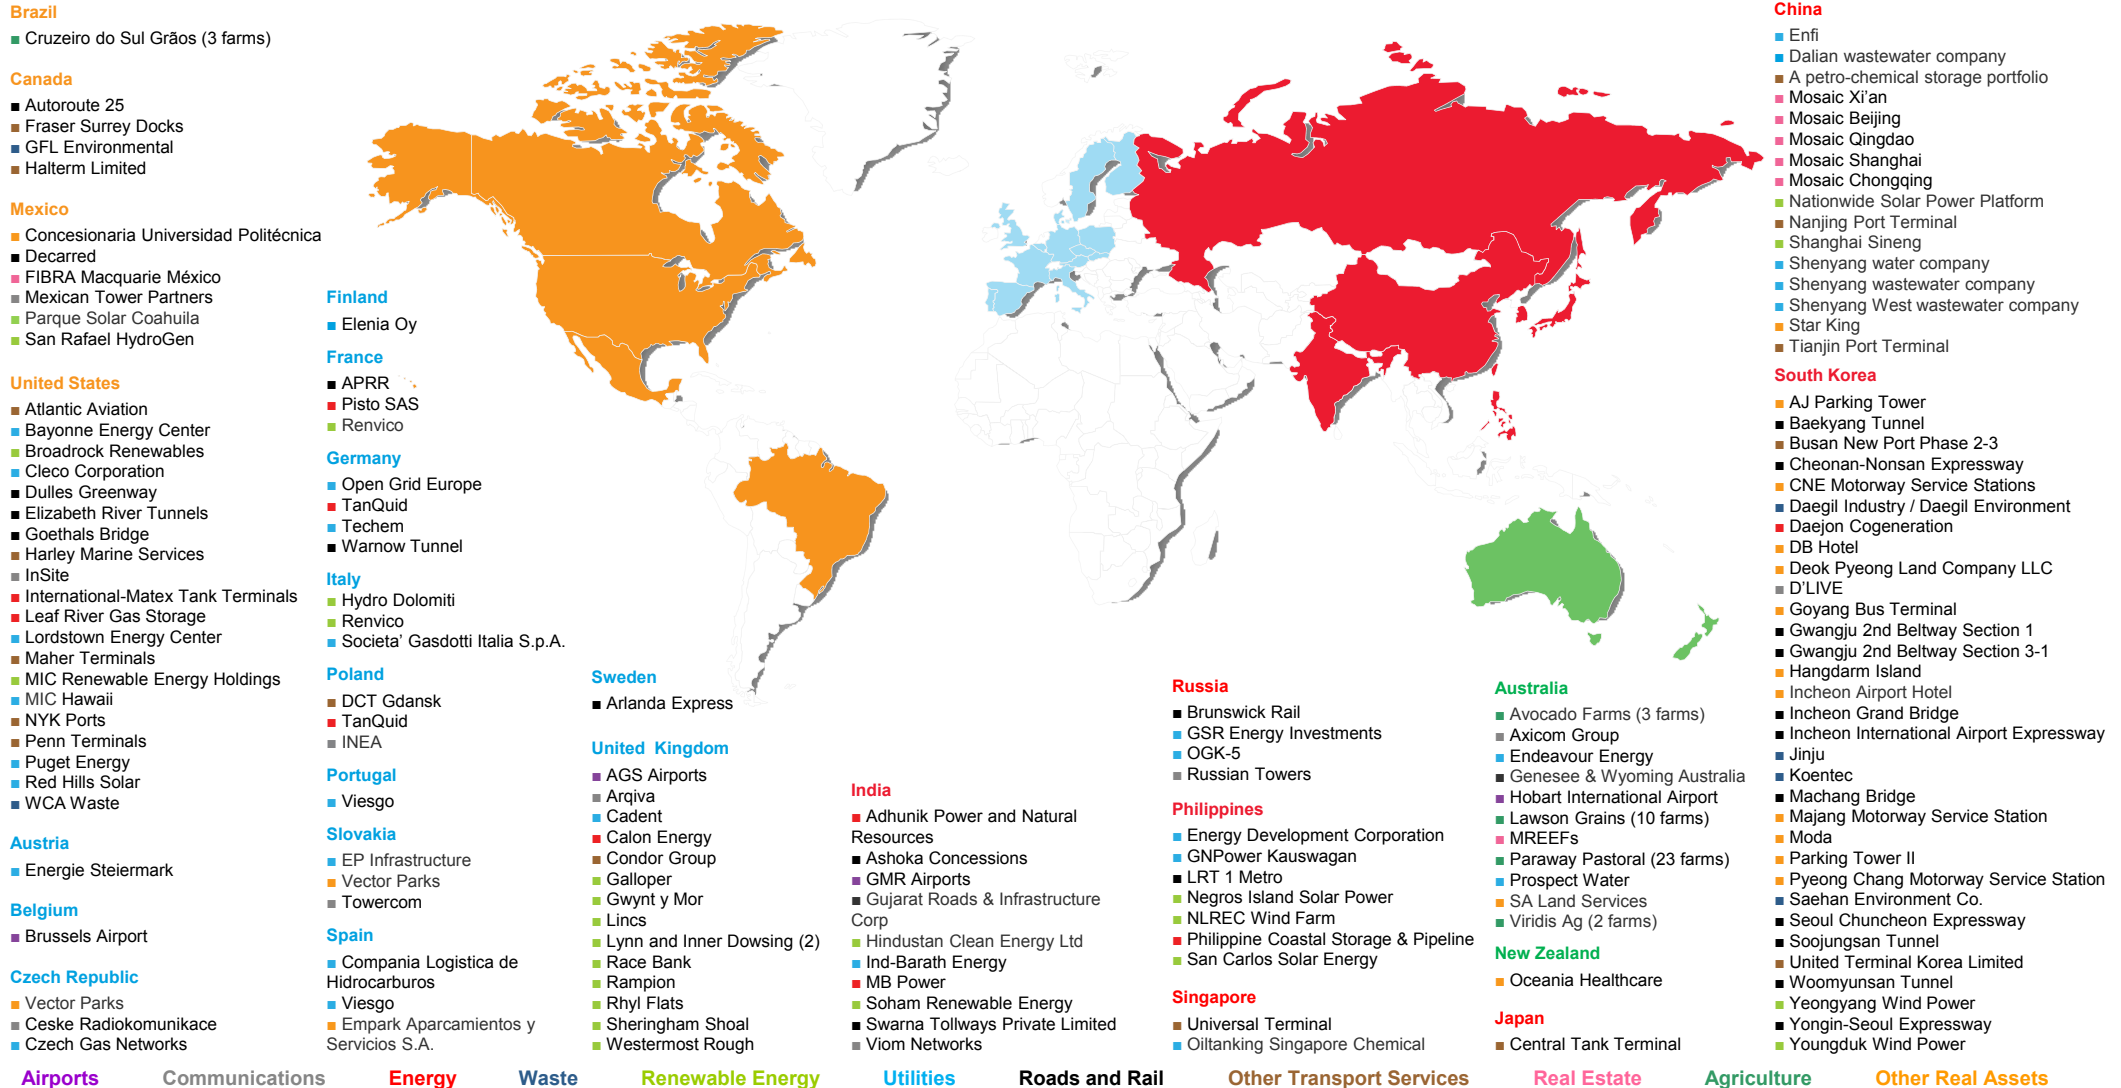 Brazil
Cruzeiro do Sul Grãos (3 farms)
Canada
Autoroute 25
Fraser Surrey Docks
GFL Environmental
Halterm Limited
Mexico
Concesionaria Universidad Politécnica
Decarred
FIBRA Macquarie México
Mexican Tower Partners
Parque Solar Coahuila
San Rafael HydroGen
United States
Atlantic Aviation
Bayonne Energy Center
Broadrock Renewables
Cleco Corporation
Dulles Greenway
Elizabeth River Tunnels
Goethals Bridge
Harley Marine Services
InSite
International-Matex Tank Terminals
Leaf River Gas Storage
Lordstown Energy Center
Maher Terminals
MIC Renewable Energy Holdings
MIC Hawaii
NYK Ports
Penn Terminals
Puget Energy
Red Hills Solar
WCA Waste
Austria
Energie Steiermark
Belgium
Brussels Airport
Czech Republic
Vector Parks
Ceske Radiokomunikace
Czech Gas Networks
Finland
Elenia Oy
France
APRR
Pisto SAS
Renvico
Germany
Open Grid Europe
TanQuid
Techem
Warnow Tunnel
Italy
Hydro Dolomiti
Renvico
Societa' Gasdotti Italia S.p.A.
Poland
DCT Gdansk
TanQuid
INEA
Portugal
Viesgo
Slovakia
EP Infrastructure
Vector Parks
Towercom
Spain
Compania Logistica de
Hidrocarburos
Viesgo
Empark Aparcamientos y
Servicios S.A.
Sweden
Arlanda Express
United Kingdom
AGS Airports
Arqiva
Cadent
Calon Energy
Condor Group
Galloper
Gwynt y Mor
Lincs
Lynn and Inner Dowsing (2)
Race Bank
Rampion
Rhyl Flats
Sheringham Shoal
Westermost Rough
India
Adhunik Power and Natural
Resources
Ashoka Concessions
GMR Airports
Gujarat Roads & Infrastructure
Corp
Hindustan Clean Energy Ltd
Ind-Barath Energy
MB Power
Soham Renewable Energy
Swarna Tollways Private Limited
Viom Networks
Russia
Brunswick Rail
GSR Energy Investments
OGK-5
Russian Towers
Philippines
Energy Development Corporation
GNPower Kauswagan
LRT 1 Metro
Negros Island Solar Power
NLREC Wind Farm
Philippine Coastal Storage & Pipeline
San Carlos Solar Energy
Singapore
Universal Terminal
Oiltanking Singapore Chemical
Australia
Avocado Farms (3 farms)
Axicom Group
Endeavour Energy
Genesee & Wyoming Australia
Hobart International Airport
Lawson Grains (10 farms)
MREEFs
Paraway Pastoral (23 farms)
Prospect Water
SA Land Services
Viridis Ag (2 farms)
New Zealand
Oceania Healthcare
Japan
Central Tank Terminal
China
Enfi
Dalian wastewater company
A petro-chemical storage portfolio
Mosaic Xi'an
Mosaic Beijing
Mosaic Qingdao
Mosaic Shanghai
Mosaic Chongqing
Nationwide Solar Power Platform
Nanjing Port Terminal
Shanghai Sineng
Shenyang water company
Shenyang wastewater company
Shenyang West wastewater company
Star King
Tianjin Port Terminal
South Korea
AJ Parking Tower
Baekyang Tunnel
Busan New Port Phase 2-3
Cheonan-Nonsan Expressway
CNE Motorway Service Stations
Daegil Industry / Daegil Environment
Daejon Cogeneration
DB Hotel
Deok Pyeong Land Company LLC
D'LIVE
Goyang Bus Terminal
Gwangju 2nd Beltway Section 1
Gwangju 2nd Beltway Section 3-1
Hangdarm Island
Incheon Airport Hotel
Incheon Grand Bridge
Incheon International Airport Expressway
Jinju
Koentec
Machang Bridge
Majang Motorway Service Station
Moda
Parking Tower II
Pyeong Chang Motorway Service Station
Saehan Environment Co.
Seoul Chuncheon Expressway
Soojungsan Tunnel
United Terminal Korea Limited
Woomyunsan Tunnel
Yeongyang Wind Power
Yongin-Seoul Expressway
Youngduk Wind Power
Airports Communications Energy Waste Renewable Energy Utilities Roads and Rail Other Transport Services Real Estate Agriculture Other Real Assets